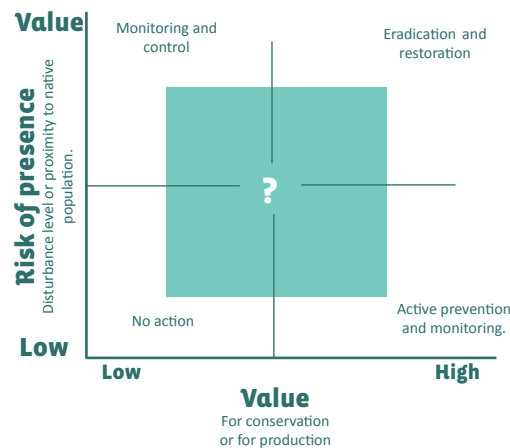 Value
Monitoring and
control
Eradication and
restoration
Risk of presence
Disturbance level or proximity to native
population.
?
No action
Active prevention
and monitoring.
Low
Low
High
Value
For conservation
or for production